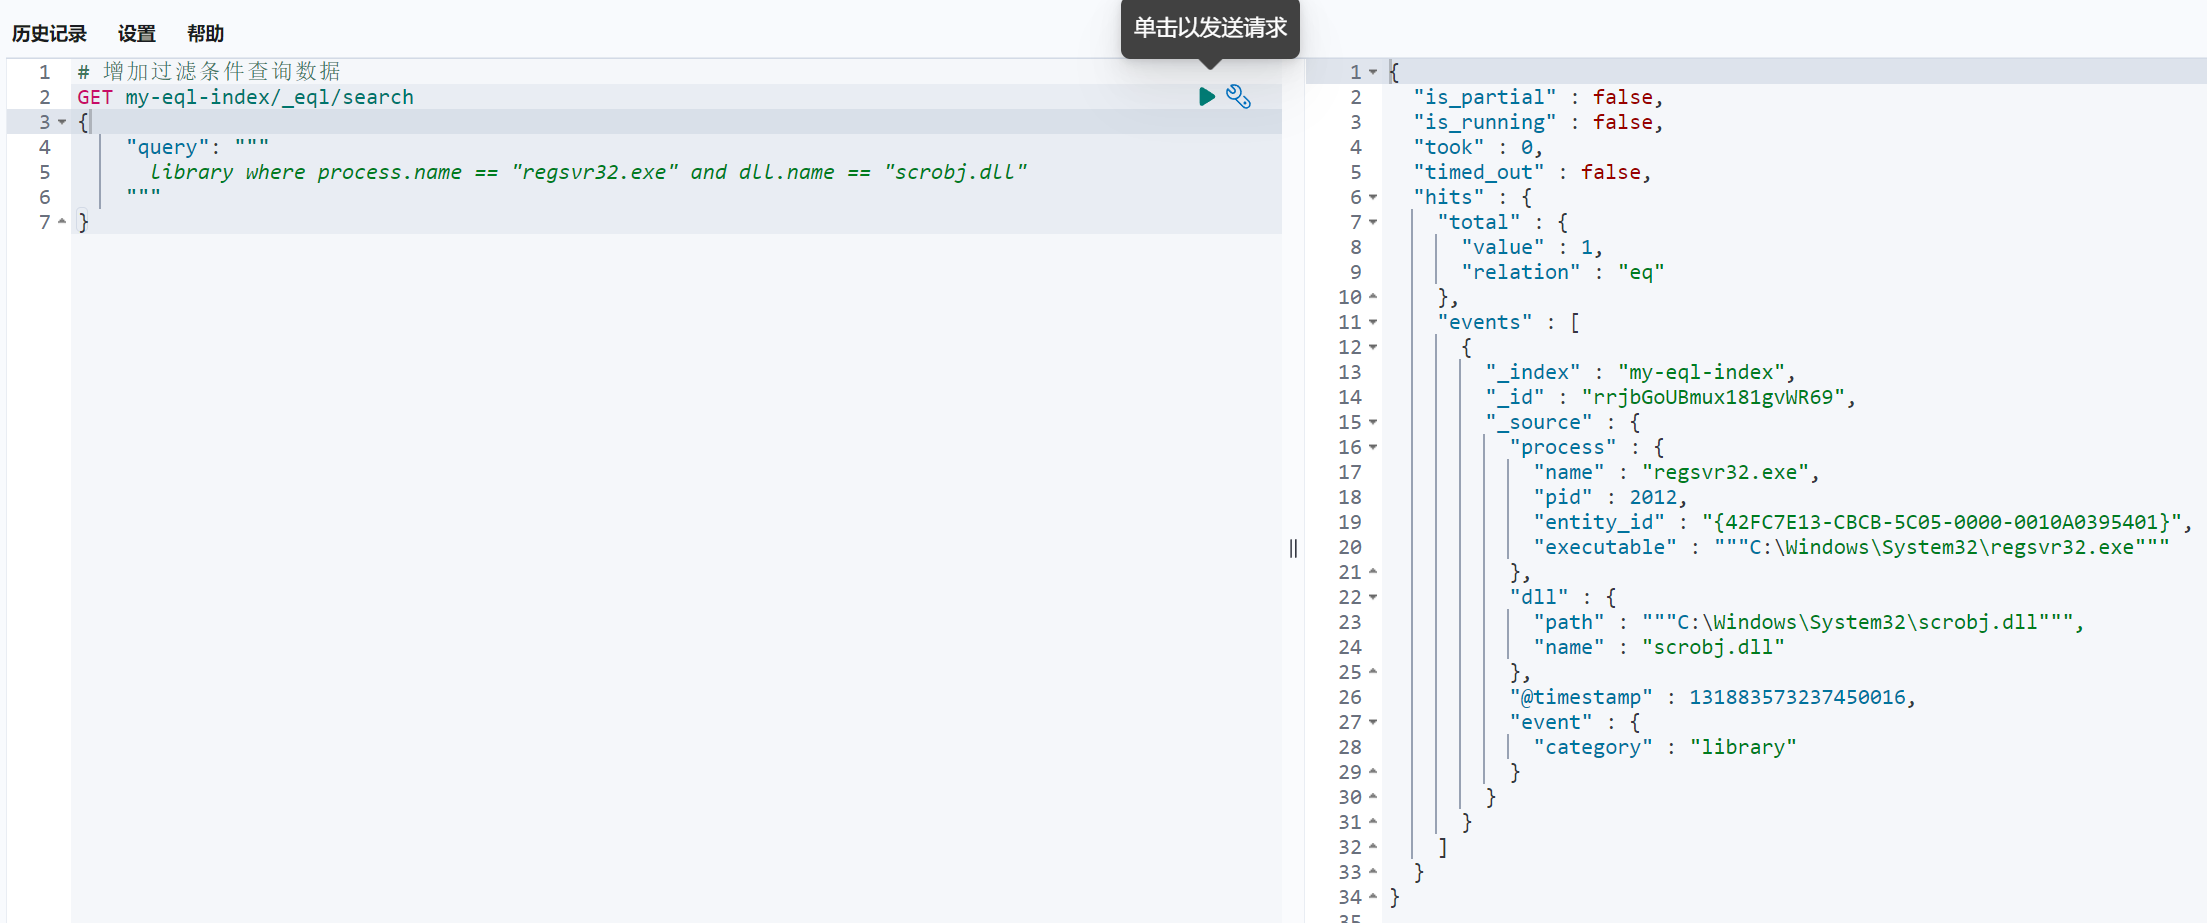 单击以发送请求
历史记录 设置 帮助
1 # 增加过滤条件查询数据
2 GET my-eql-index/_eql/search
3 {
4 "query": """
5 library where process.name == "regsvr32.exe" and dll.name == "scrobj.dll"
6 """
7 }
1 {
2 "is_partial" : false,
3 "is_running" : false,
4 "took" : 0,
5 "timed_out" : false,
6 "hits" : {
7 "total" : {
8 "value" : 1,
9 "relation" : "eq"
10 },
11 "events" : [
12 {
13 "_index" : "my-eql-index",
14 "_id" : "rrjbGoUBmux181gvWR69",
15 "_source" : {
16 "process" : {
17 "name" : "regsvr32.exe",
18 "pid" : 2012,
19 "entity_id" : "{42FC7E13-CBCB-5C05-0000-0010A0395401}",
20 "executable" : """C:\Windows\System32\regsvr32.exe"""
21 },
22 "dll" : {
23 "path" : """C:\Windows\System32\scrobj.dll""",
24 "name" : "scrobj.dll"
25 },
26 "@timestamp" : 131883573237450016,
27 "event" : {
28 "category" : "library"
29 }
30 }
31 }
32 ]
33 }
34 }
35